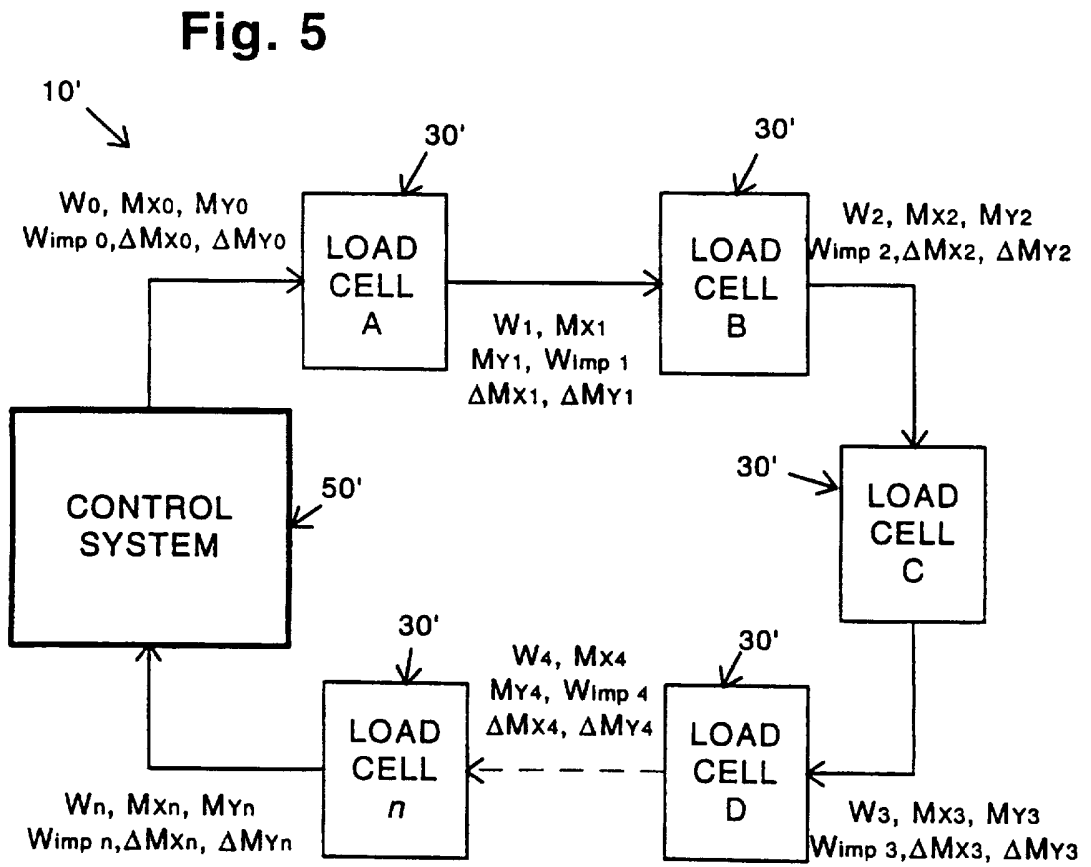 Fig. 5
10'
30'
30'
W0, MX0, MY0
Wimp 0,ΔMX0, ΔMY0
LOAD
CELL
A
W1, MX1
MY1, Wimp 1
ΔMX1, ΔMY1
LOAD
CELL
B
W2, MX2, MY2
Wimp 2,ΔMX2, ΔMY2
30'
LOAD
CELL
C
CONTROL
SYSTEM
50'
30'
LOAD
CELL
n
W4, MX4
MY4, Wimp 4
ΔMX4, ΔMY4
30'
LOAD
CELL
D
W3, MX3, MY3
Wimp 3,ΔMX3, ΔMY3
Wn, MXn, MYn
Wimp n,ΔMXn, ΔMYn